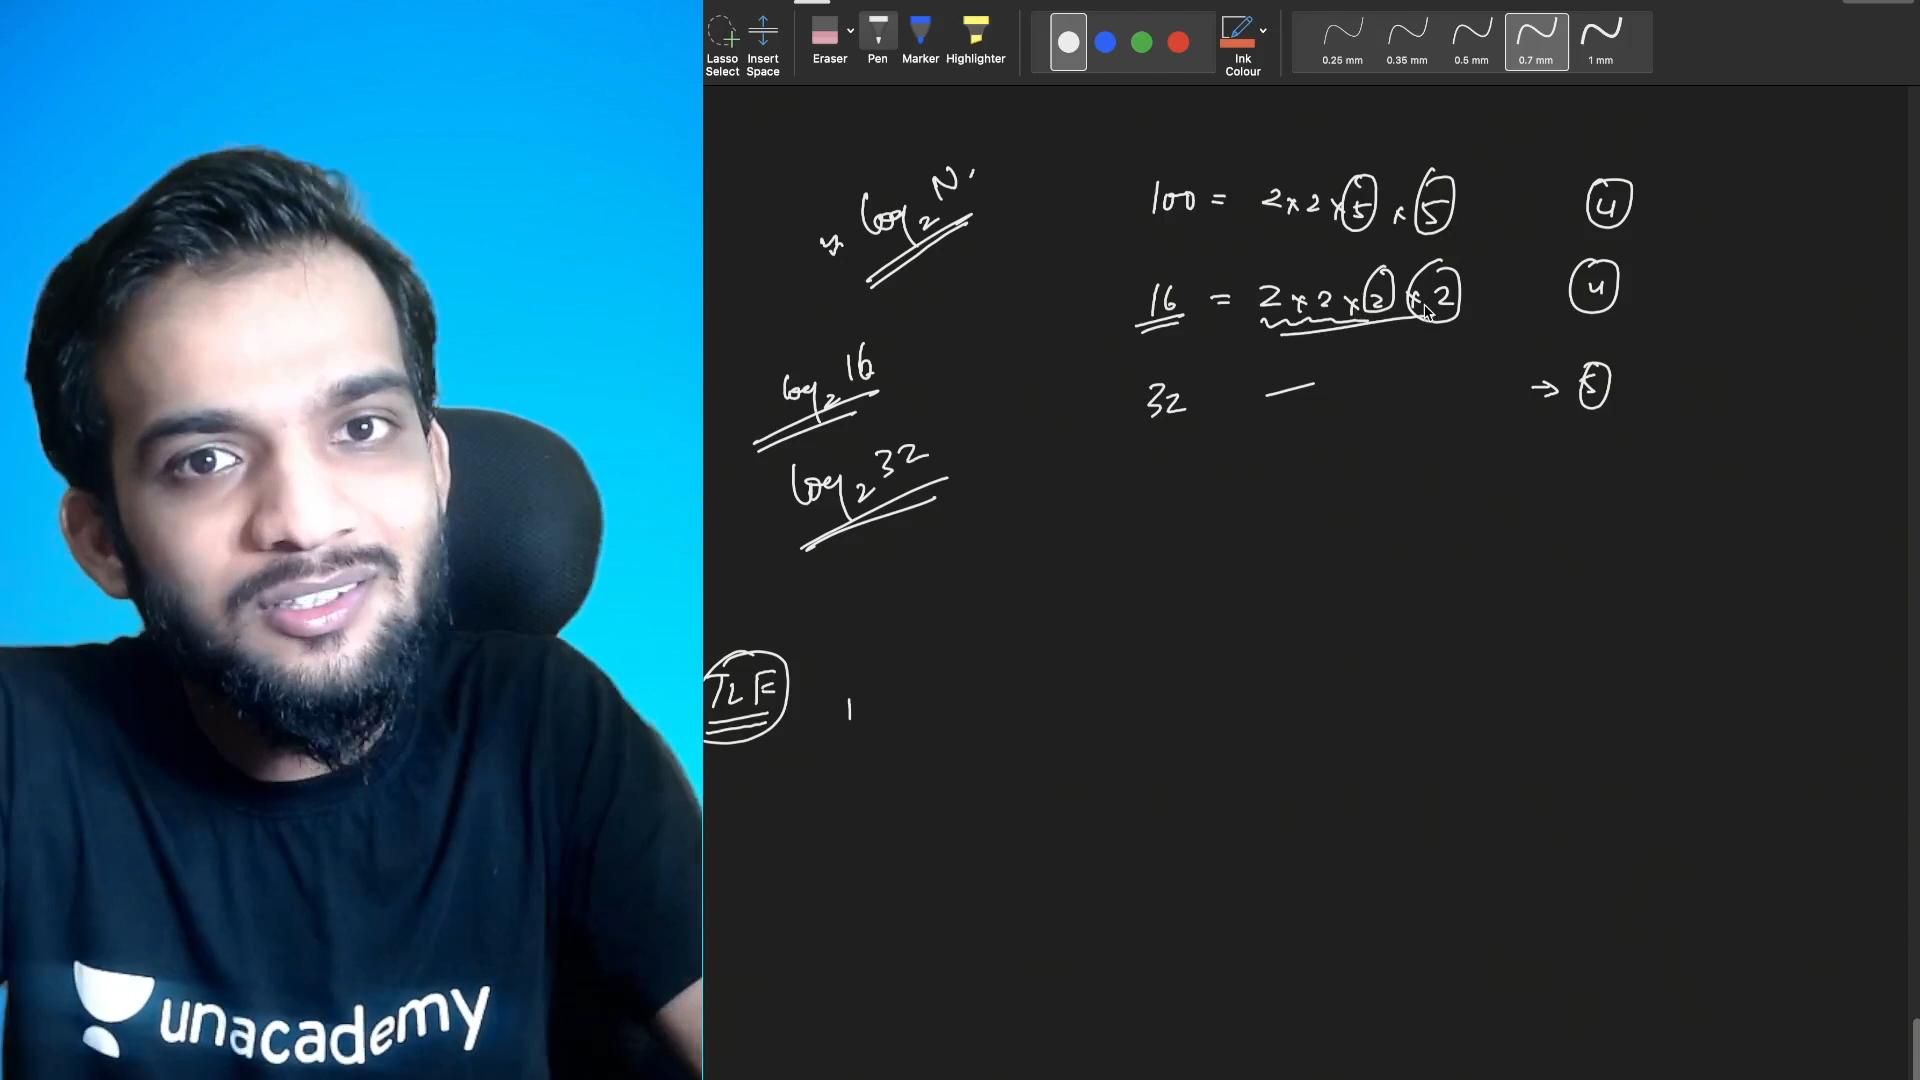 Lasso Select
Insert Space
Eraser
Pen
Marker
Highlighter
Ink Colour
0.25 mm
0.35 mm
0.5 mm
0.7 mm
1 mm
log₂ N
100 = 2 x 2 x 5 x 5 4
16 = 2 x 2 x 2 x 2 4
log₂ 16
32 — → 5
log₂ 32
1
unacademy